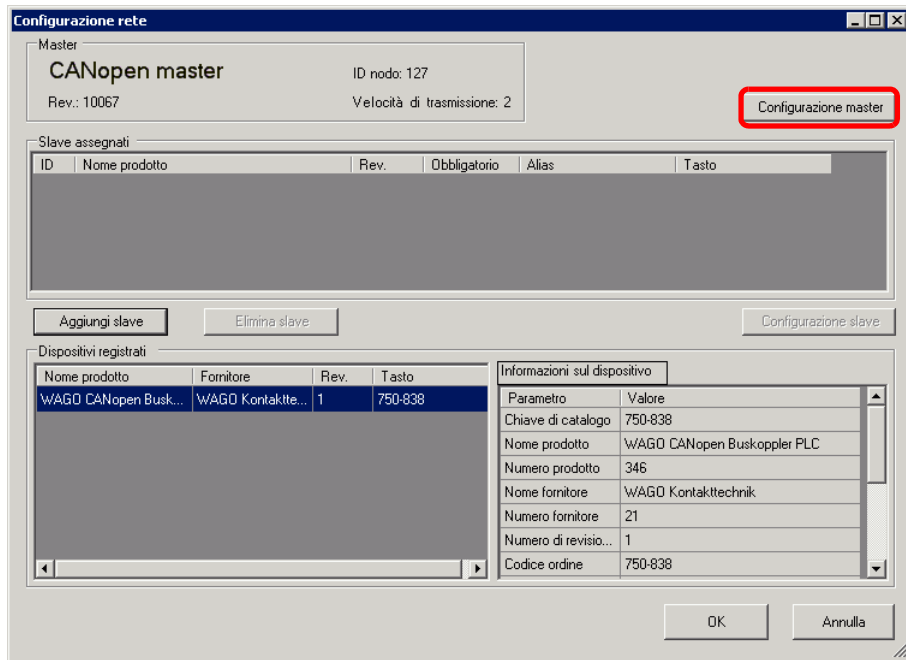 Configurazione rete
Master
CANopen master
ID nodo: 127
Rev.: 10067
Velocità di trasmissione: 2
Configurazione master
Slave assegnati
ID Nome prodotto Rev. Obbligatorio Alias Tasto
Aggiungi slave Elimina slave Configurazione slave
Dispositivi registrati
Nome prodotto Fornitore Rev. Tasto
WAGO CANopen Busk... WAGO Kontaktte... 1 750-838
Informazioni sul dispositivo
Parametro Valore
Chiave di catalogo 750-838
Nome prodotto WAGO CANopen Buskoppler PLC
Numero prodotto 346
Nome fornitore WAGO Kontakttechnik
Numero fornitore 21
Numero di revisio... 1
Codice ordine 750-838
OK Annulla